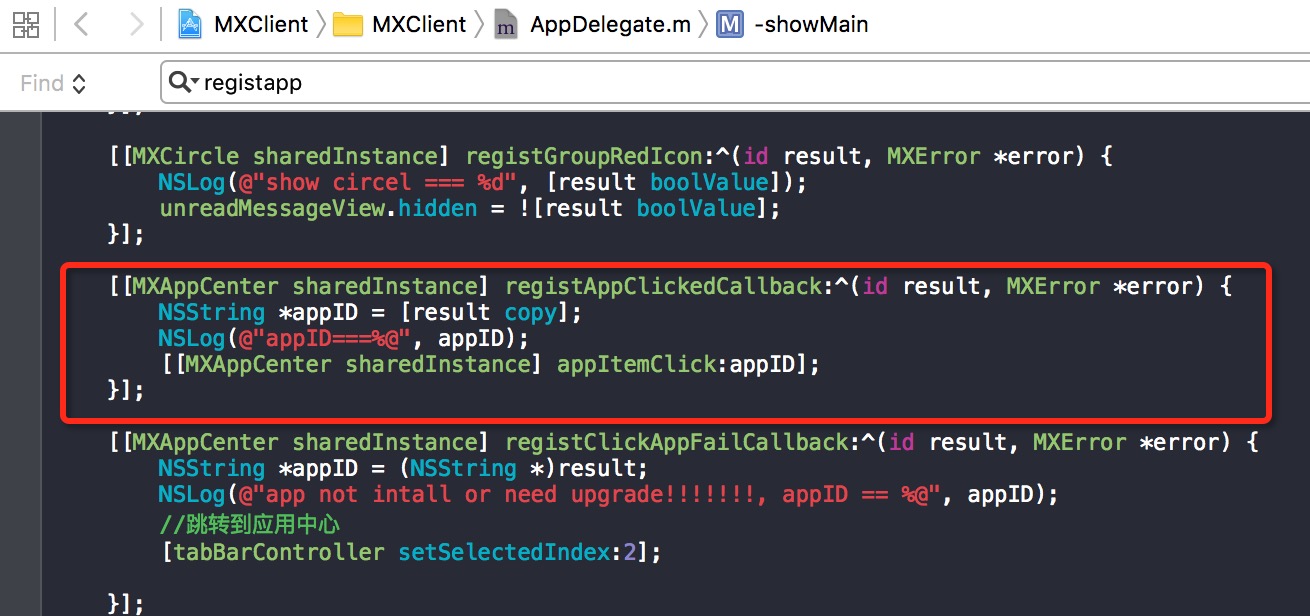 MXClient MXClient m AppDelegate.m M -showMain
Find registapp
}];
[[MXCircle sharedInstance] registGroupRedIcon:^(id result, MXError *error) {
NSLog(@"show circel === %d", [result boolValue]);
unreadMessageView.hidden = ![result boolValue];
}];
[[MXAppCenter sharedInstance] registAppClickedCallback:^(id result, MXError *error) {
NSString *appID = [result copy];
NSLog(@"appID===%@", appID);
[[MXAppCenter sharedInstance] appItemClick:appID];
}];
[[MXAppCenter sharedInstance] registClickAppFailCallback:^(id result, MXError *error) {
NSString *appID = (NSString *)result;
NSLog(@"app not intall or need upgrade!!!!!!!, appID == %@", appID);
//跳转到应用中心
[tabBarController setSelectedIndex:2];
}];